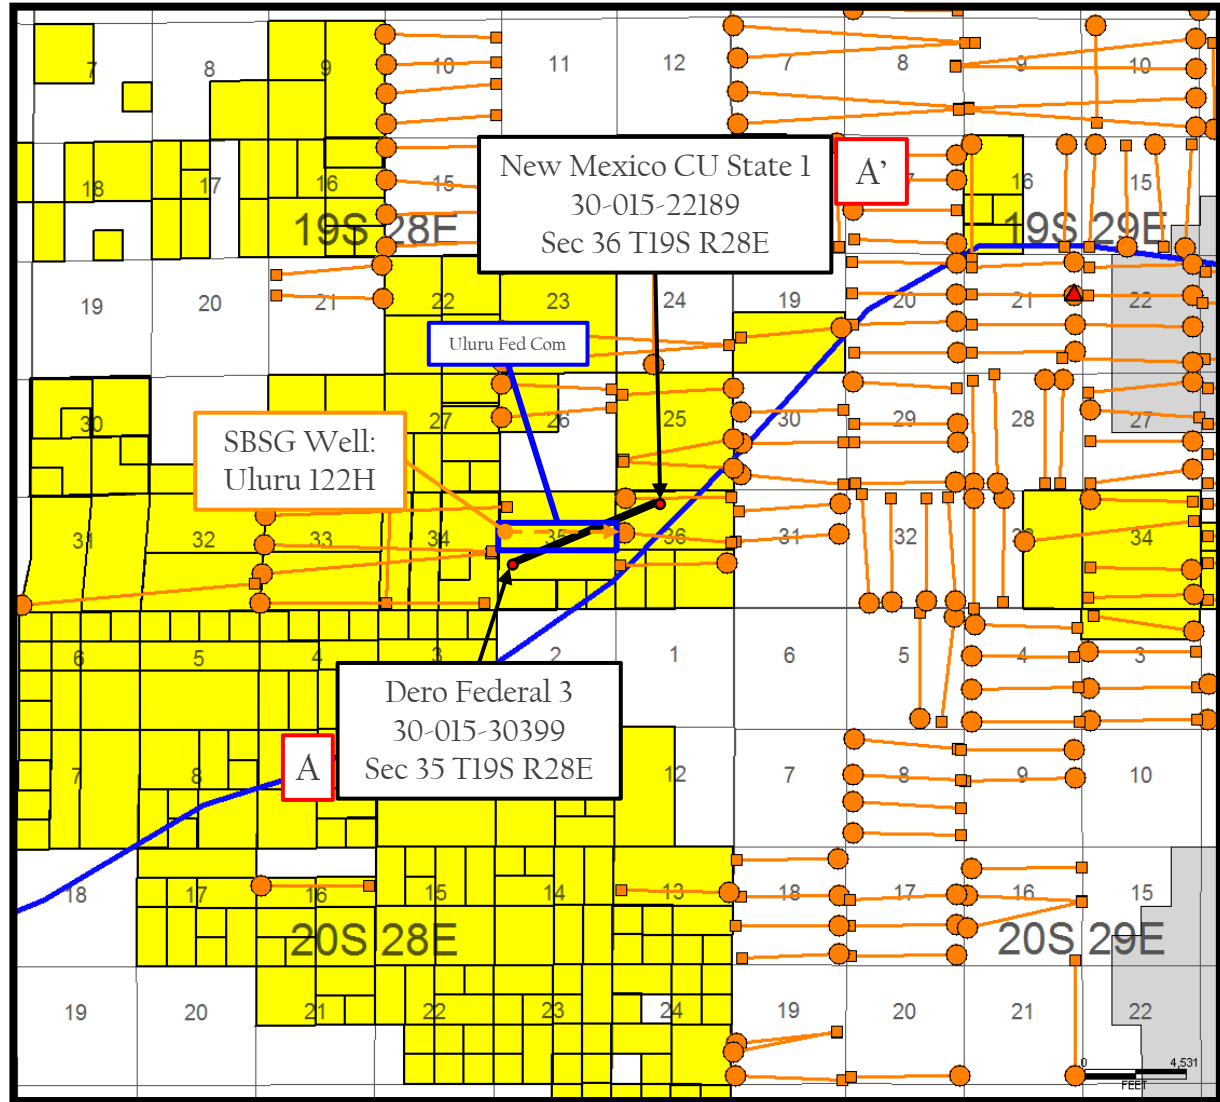 7 8 9 10 11 12 7 8 9 10
New Mexico CU State 1
30-015-22189
Sec 36 T19S R28E
A'
18 17 16 15 16 15
19S 28E 19S 29E
19 20 21 22 23 24 19 20 21 22
Uluru Fed Com
30 27 26 25 30 29 28 27
SBSG Well:
Uluru 122H
31 32 33 34 35 36 31 32 33 34
6 5 4 3 2 1 6 5 4 3
Dero Federal 3
30-015-30399
Sec 35 T19S R28E
A
7 8 12 7 8 9 10
18 17 16 15 14 13 18 17 16 15
20S 28E 20S 29E
19 20 21 22 23 24 19 20 21 22
0 4,531
FEET